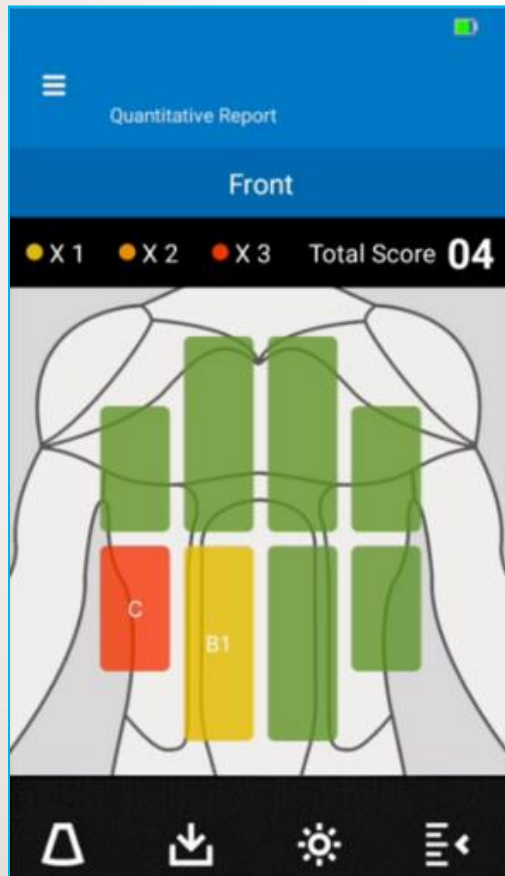 Quantitative Report
Front
X 1 X 2 X 3 Total Score 04
C
B1